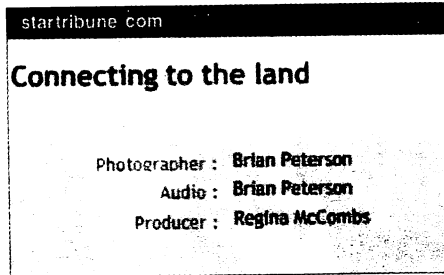 startribune com
Connecting to the land
Photographer : Brian Peterson
Audio : Brian Peterson
Producer : Regina McCombs